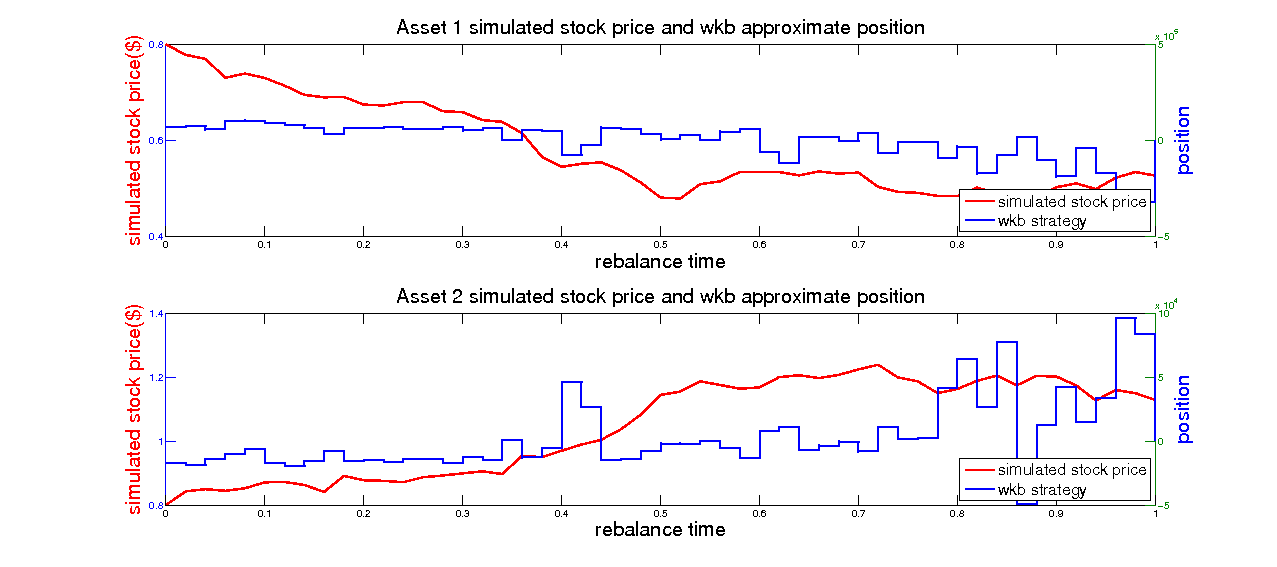 Asset 1 simulated stock price and wkb approximate position
simulated stock price($)
0.8
0.6
0.4
5
0
-5
position
simulated stock price
wkb strategy
0 0.1 0.2 0.3 0.4 0.5 0.6 0.7 0.8 0.9 1
rebalance time
Asset 2 simulated stock price and wkb approximate position
simulated stock price($)
1.4
1.2
1
0.8
x 10^4
10
5
0
-5
position
simulated stock price
wkb strategy
0 0.1 0.2 0.3 0.4 0.5 0.6 0.7 0.8 0.9 1
rebalance time